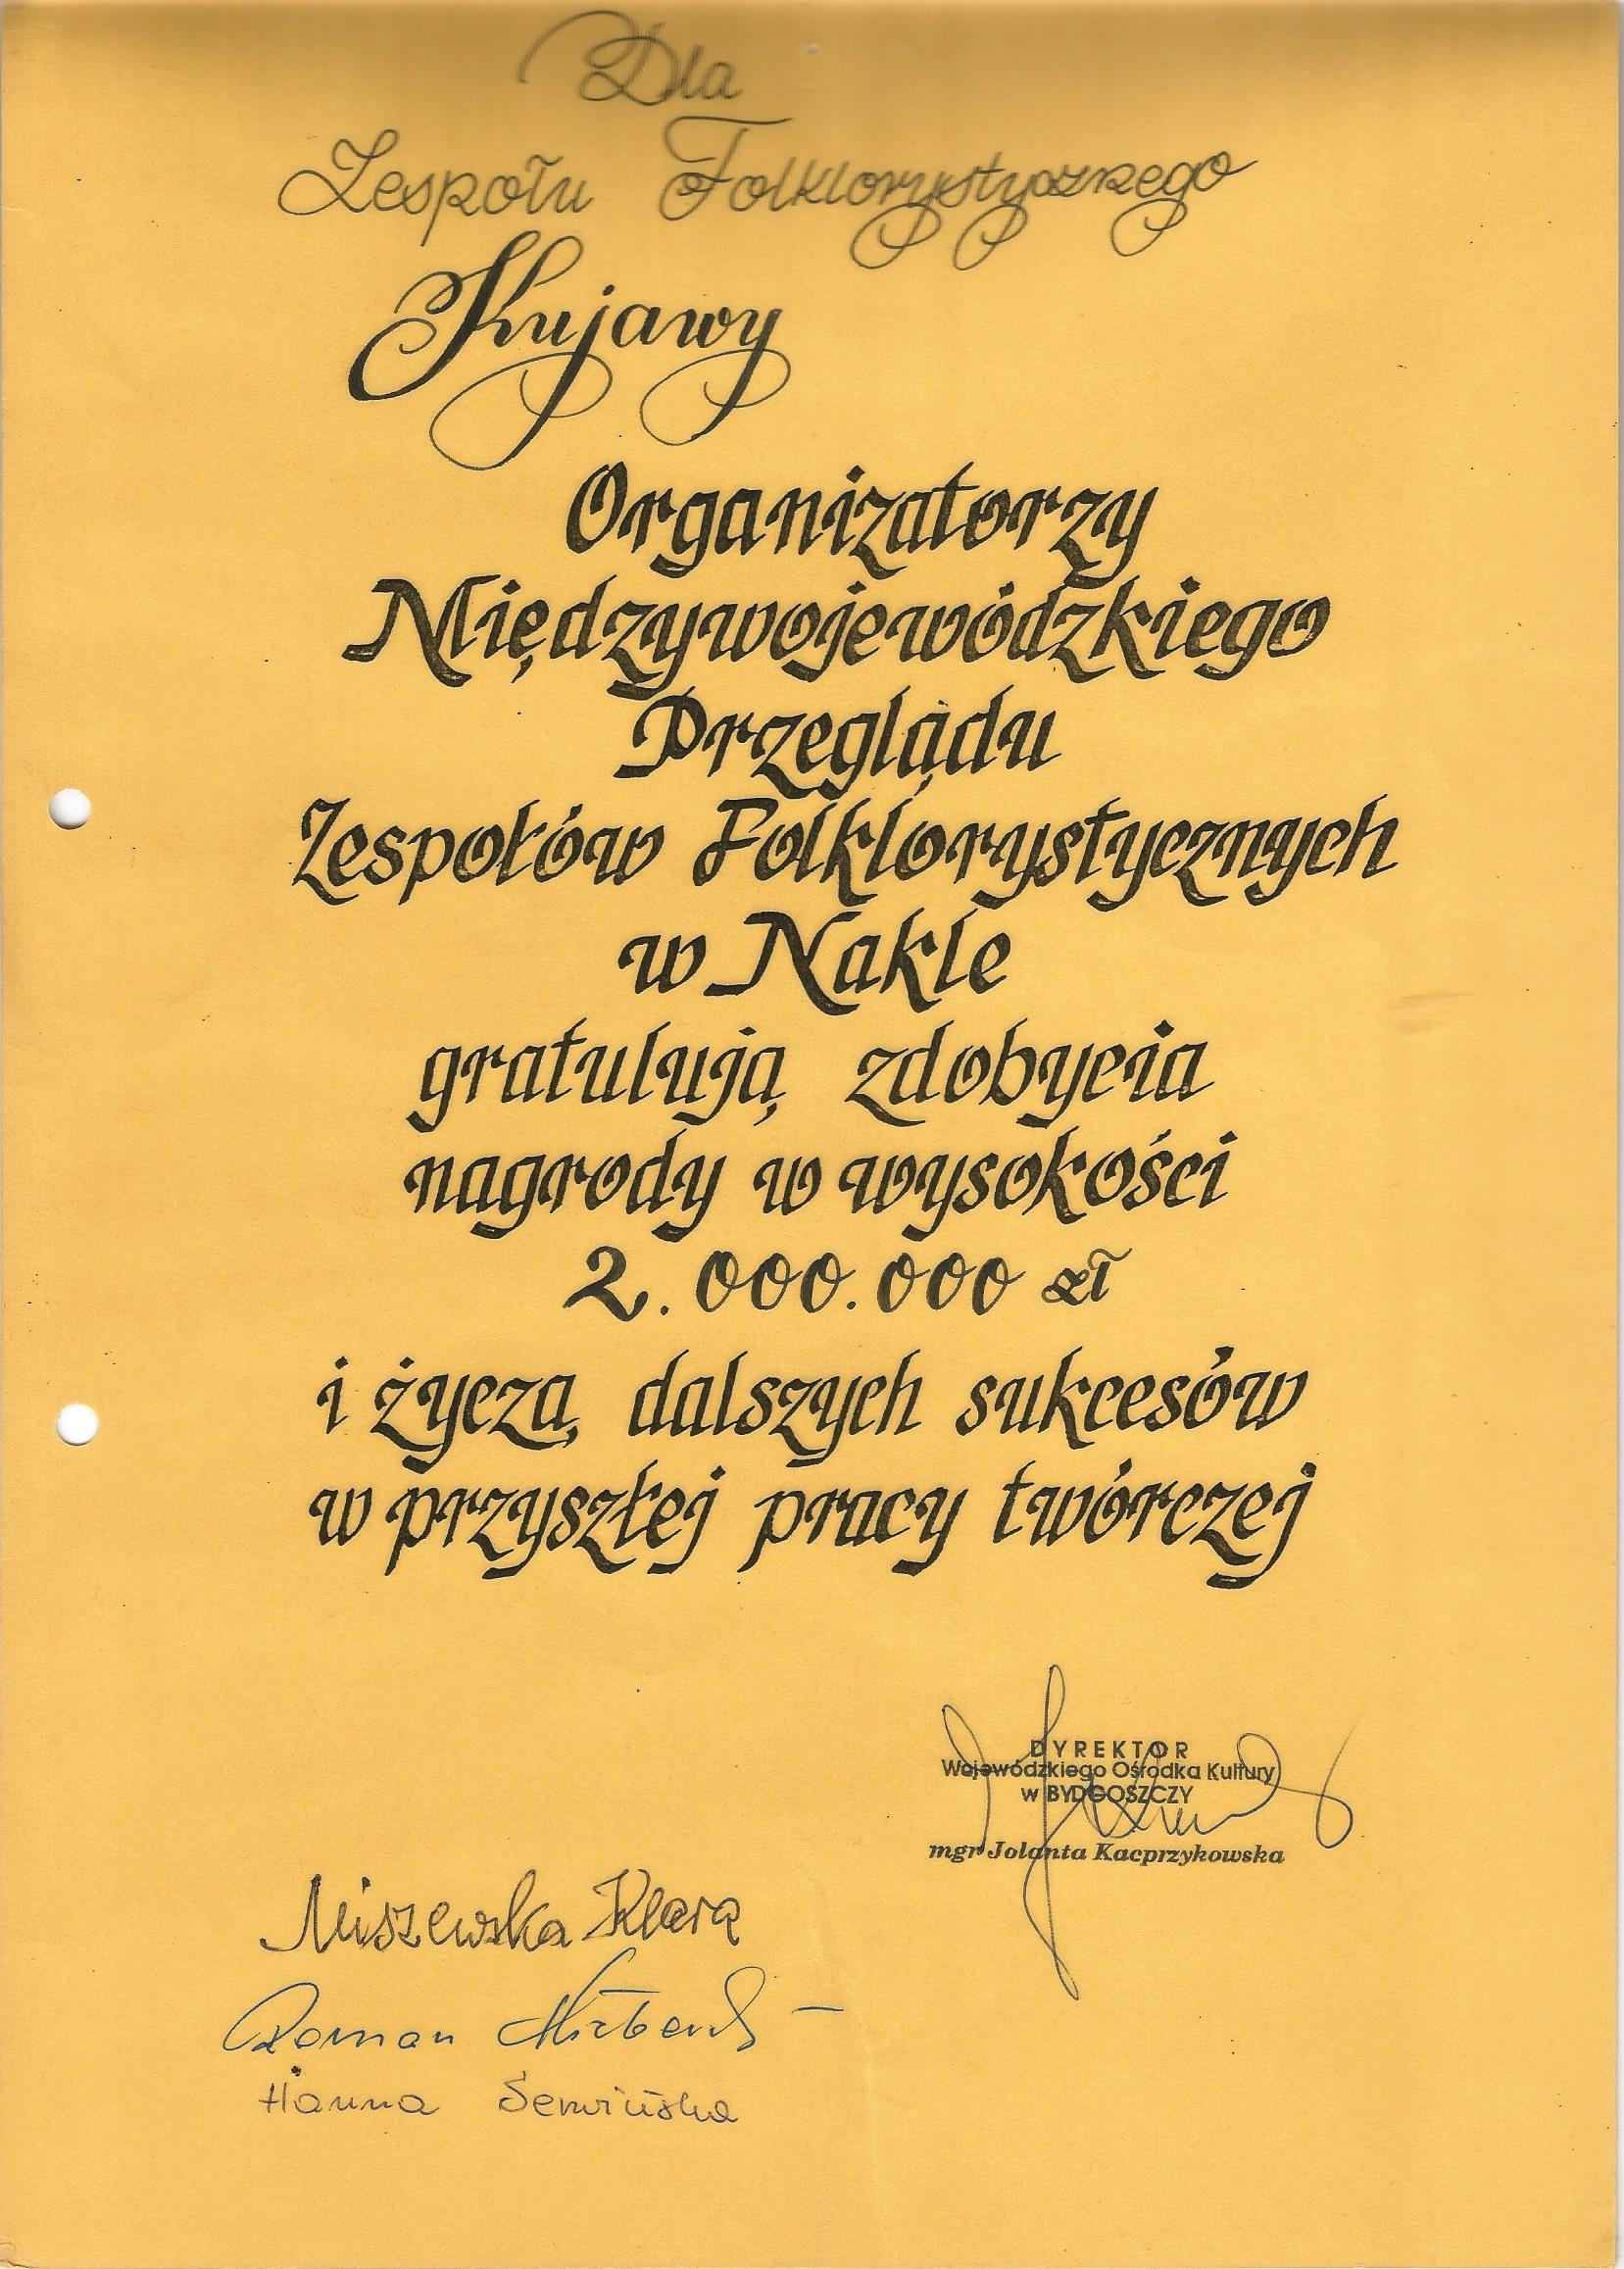 Dla
Zespołu Folklorystycznego
Kujawy
Organizatorzy
Międzywojewódzkiego
Przeglądu
Zespołów Folklorystycznych
w Nakle
gratulują zdobycia
nagrody w wysokości
2.000.000 zł
i życzą dalszych sukcesów
w przyszłej pracy twórczej
DYREKTOR
Wojewódzkiego Ośrodka Kultury
w BYDGOSZCZY
mgr Jolanta Kacprzykowska
Miszewska Klara
Roman
Hanna